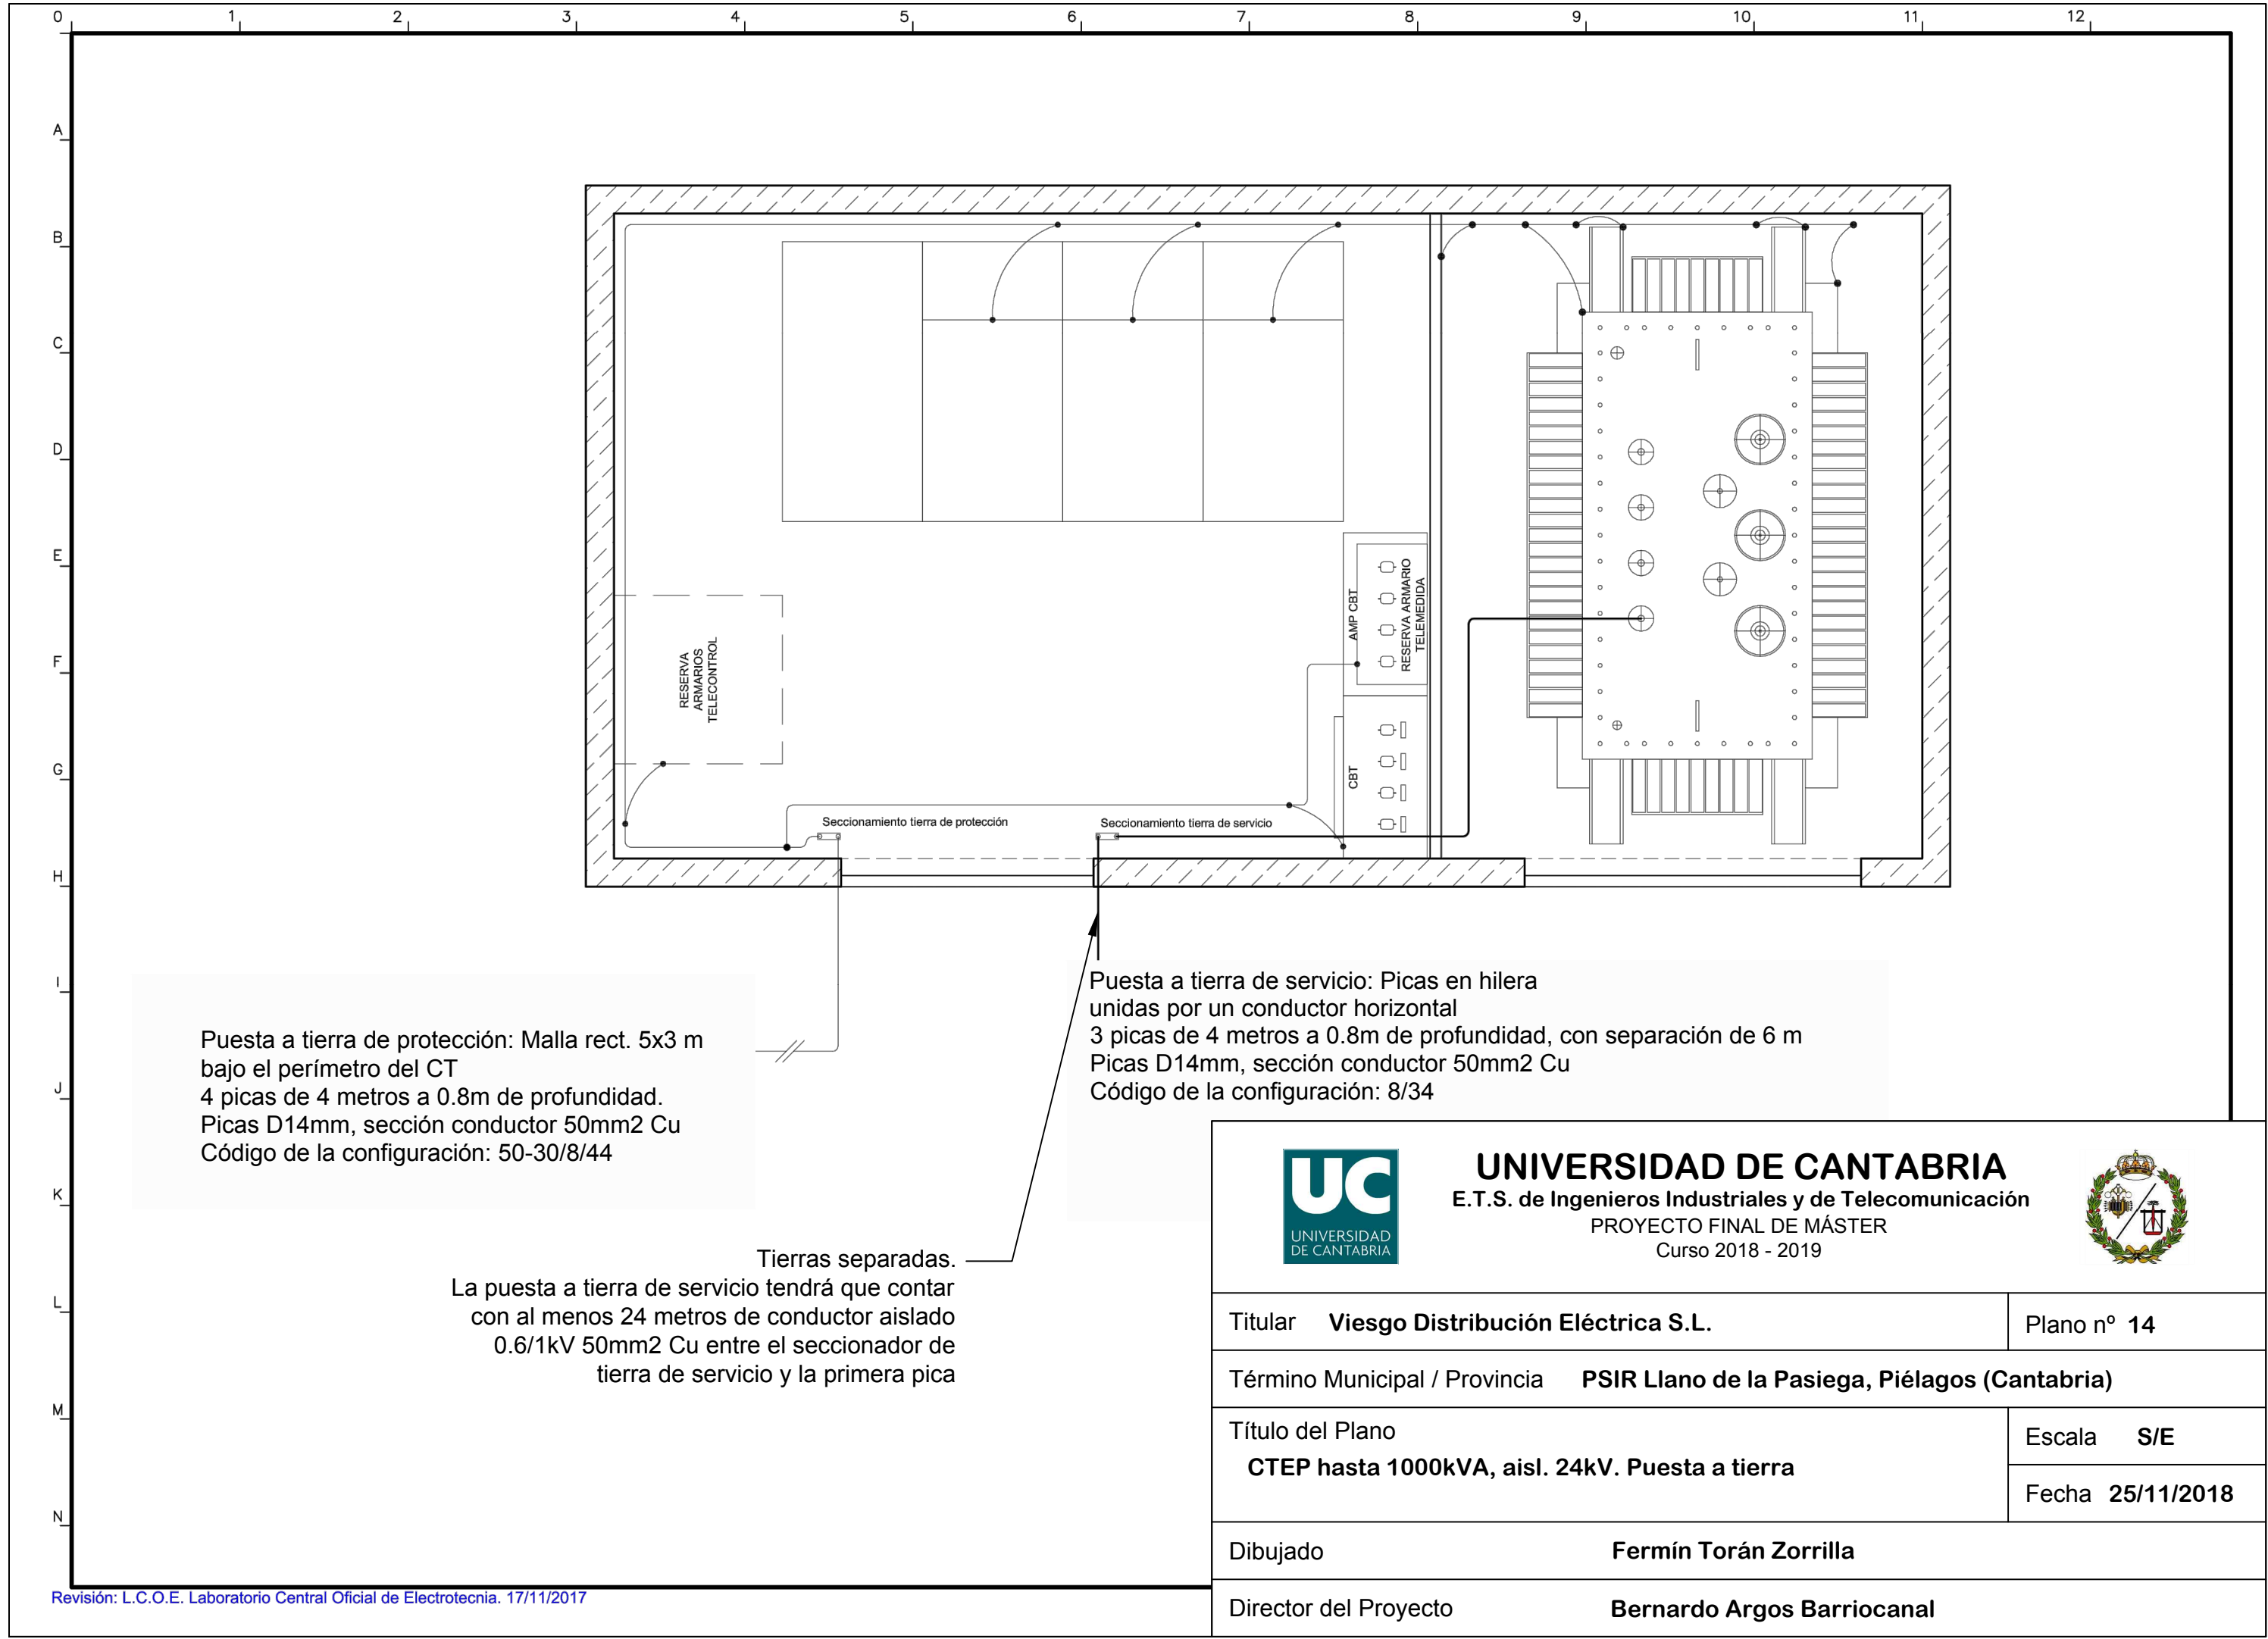 0 1 2 3 4 5 6 7 8 9 10 11 12
A
B
C
D
E
F
G
H
I
J
K
L
M
N
RESERVA
ARMARIOS
TELECONTROL
AMP CBT
RESERVA ARMARIO
TELEMEDIDA
CBT
Seccionamiento tierra de protección
Seccionamiento tierra de servicio
Puesta a tierra de protección: Malla rect. 5x3 m
bajo el perímetro del CT
4 picas de 4 metros a 0.8m de profundidad.
Picas D14mm, sección conductor 50mm2 Cu
Código de la configuración: 50-30/8/44
Puesta a tierra de servicio: Picas en hilera
unidas por un conductor horizontal
3 picas de 4 metros a 0.8m de profundidad, con separación de 6 m
Picas D14mm, sección conductor 50mm2 Cu
Código de la configuración: 8/34
Tierras separadas.
La puesta a tierra de servicio tendrá que contar
con al menos 24 metros de conductor aislado
0.6/1kV 50mm2 Cu entre el seccionador de
tierra de servicio y la primera pica
UC
UNIVERSIDAD
DE CANTABRIA
UNIVERSIDAD DE CANTABRIA
E.T.S. de Ingenieros Industriales y de Telecomunicación
PROYECTO FINAL DE MÁSTER
Curso 2018 - 2019
Titular Viesgo Distribución Eléctrica S.L.
Plano nº 14
Término Municipal / Provincia PSIR Llano de la Pasiega, Piélagos (Cantabria)
Título del Plano
CTEP hasta 1000kVA, aisl. 24kV. Puesta a tierra
Escala S/E
Fecha 25/11/2018
Dibujado Fermín Torán Zorrilla
Director del Proyecto Bernardo Argos Barriocanal
Revisión: L.C.O.E. Laboratorio Central Oficial de Electrotecnia. 17/11/2017